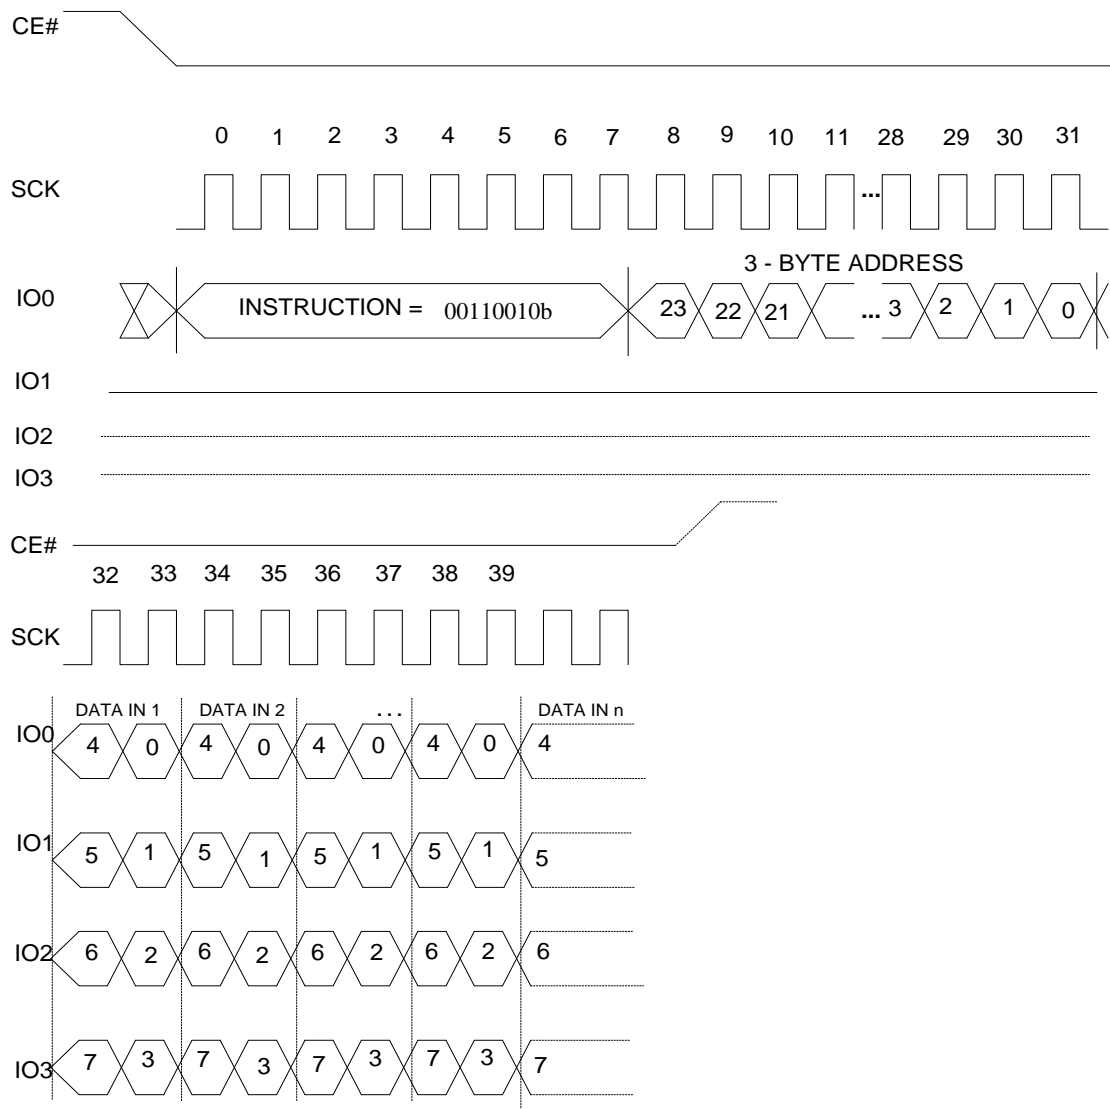 CE#
0 1 2 3 4 5 6 7 8 9 10 11 28 29 30 31
SCK ...
3 - BYTE ADDRESS
IO0 INSTRUCTION = 00110010b 23 22 21 ... 3 2 1 0
IO1
IO2
IO3
CE#
32 33 34 35 36 37 38 39
SCK
DATA IN 1 DATA IN 2 ... DATA IN n
IO0 4 0 4 0 4 0 4 0 4
IO1 5 1 5 1 5 1 5 1 5
IO2 6 2 6 2 6 2 6 2 6
IO3 7 3 7 3 7 3 7 3 7